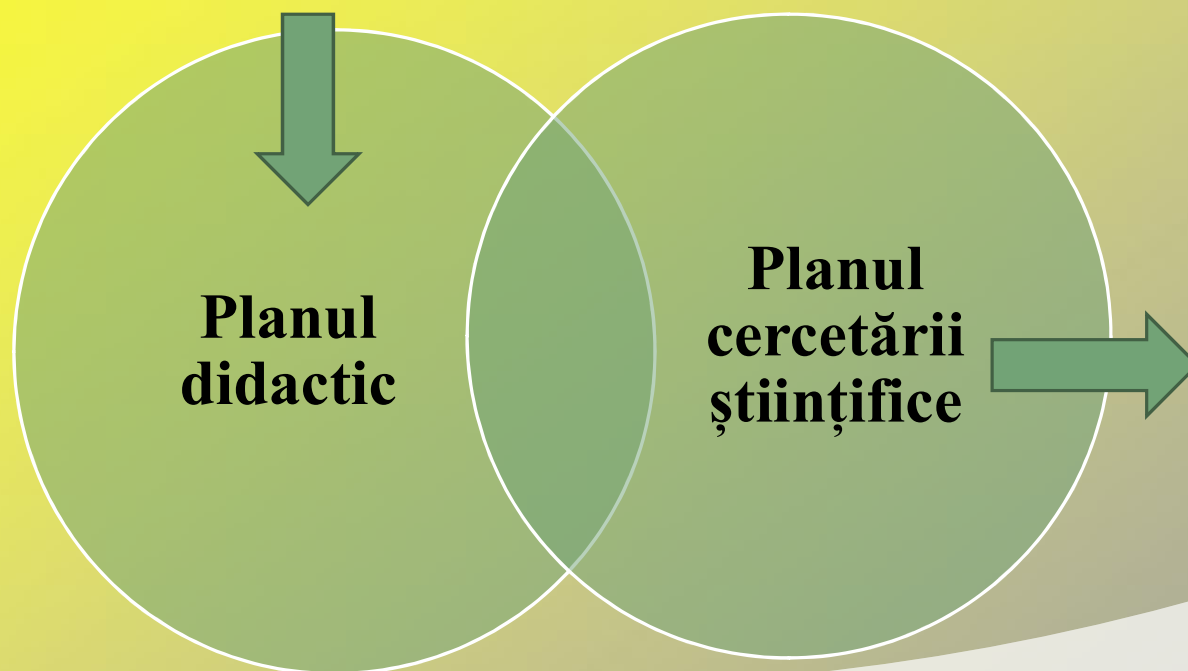 Planul
didactic
Planul
cercetării
științifice